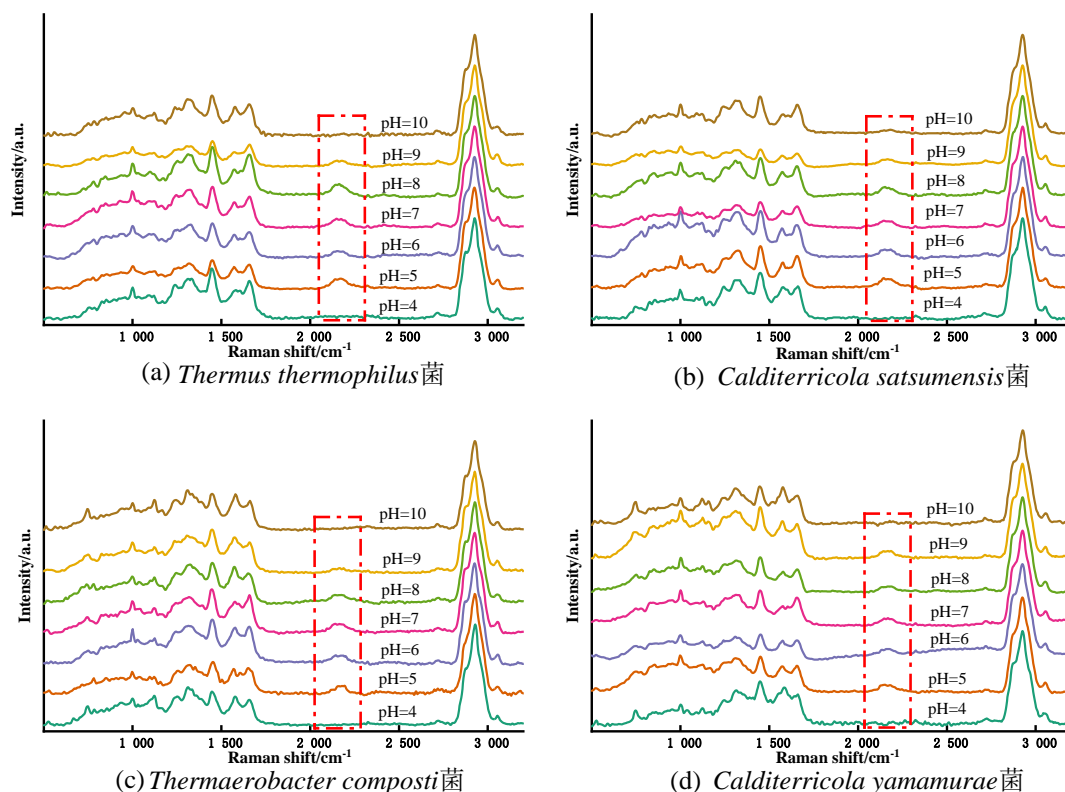 Intensity/a.u.
pH=10
pH=9
pH=8
pH=7
pH=6
pH=5
pH=4
1 000 1 500 2 000 2 500 3 000
Raman shift/cm-1
(a) Thermus thermophilus菌
Intensity/a.u.
pH=10
pH=9
pH=8
pH=7
pH=6
pH=5
pH=4
1 000 1 500 2 000 2 500 3 000
Raman shift/cm-1
(b) Calditerricola satsumensis菌
Intensity/a.u.
pH=10
pH=9
pH=8
pH=7
pH=6
pH=5
pH=4
1 000 1 500 2 000 2 500 3 000
Raman shift/cm-1
(c) Thermaerobacter composti菌
Intensity/a.u.
pH=10
pH=9
pH=8
pH=7
pH=6
pH=5
pH=4
1 000 1 500 2 000 2 500 3 000
Raman shift/cm-1
(d) Calditerricola yamamurae菌